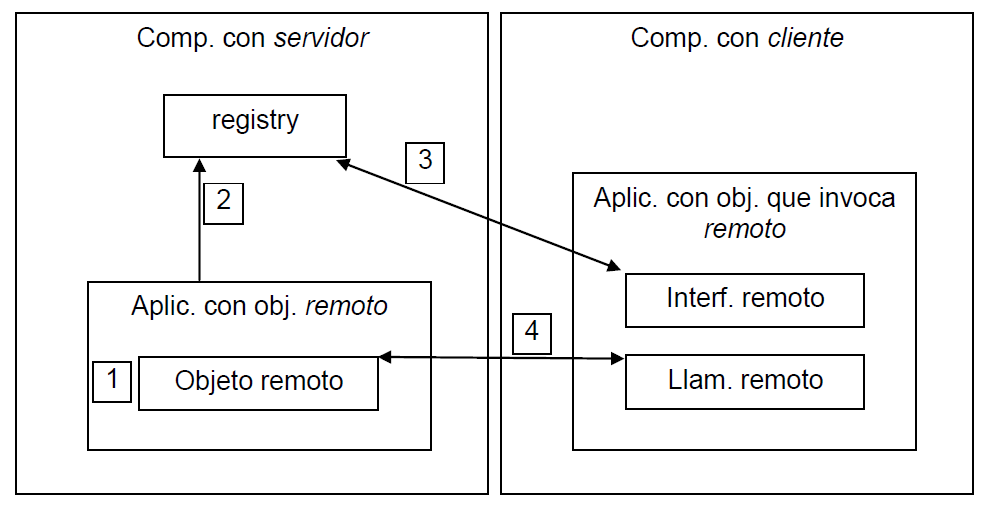 Comp. con servidor
Comp. con cliente
registry
3
2
Aplic. con obj. que invoca
remoto
Interf. remoto
Aplic. con obj. remoto
4
1
Objeto remoto
Llam. remoto